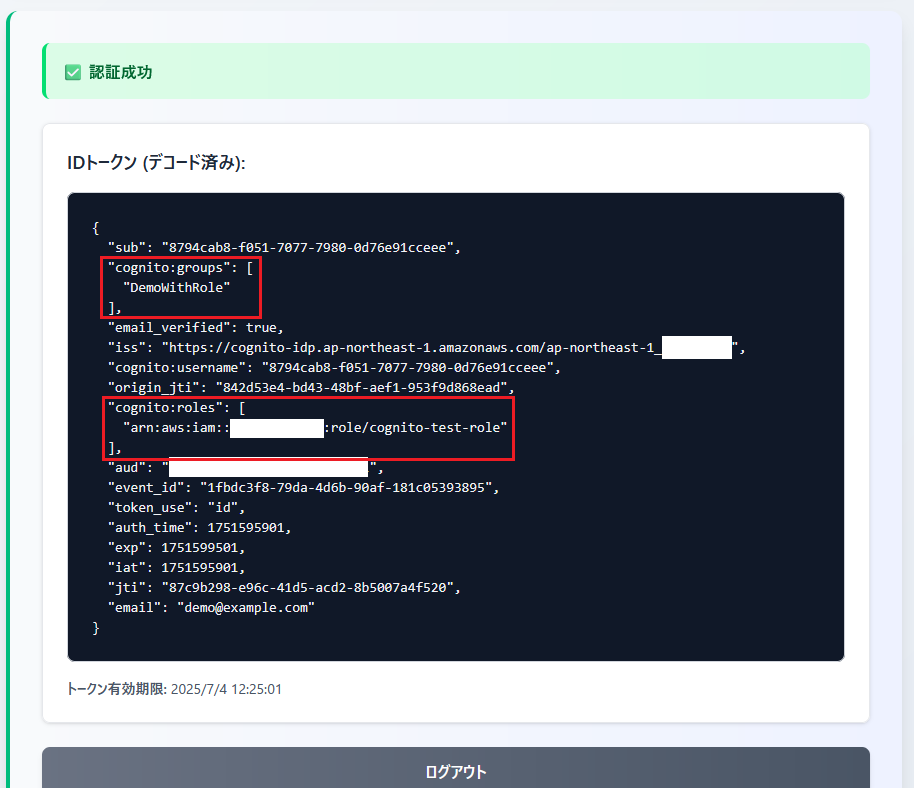 ✅ 認証成功
IDトークン (デコード済み):
{
"sub": "8794cab8-f051-7077-7980-0d76e91cceee",
"cognito:groups": [
"DemoWithRole"
],
"email_verified": true,
"iss": "https://cognito-idp.ap-northeast-1.amazonaws.com/ap-northeast-1_",
"cognito:username": "8794cab8-f051-7077-7980-0d76e91cceee",
"origin_jti": "842d53e4-bd43-48bf-aef1-953f9d868ead",
"cognito:roles": [
"arn:aws:iam:::role/cognito-test-role"
],
"aud": "",
"event_id": "1fbdc3f8-79da-4d6b-90af-181c05393895",
"token_use": "id",
"auth_time": 1751595901,
"exp": 1751599501,
"iat": 1751595901,
"jti": "87c9b298-e96c-41d5-acd2-8b5007a4f520",
"email": "demo@example.com"
}
トークン有効期限: 2025/7/4 12:25:01
ログアウト